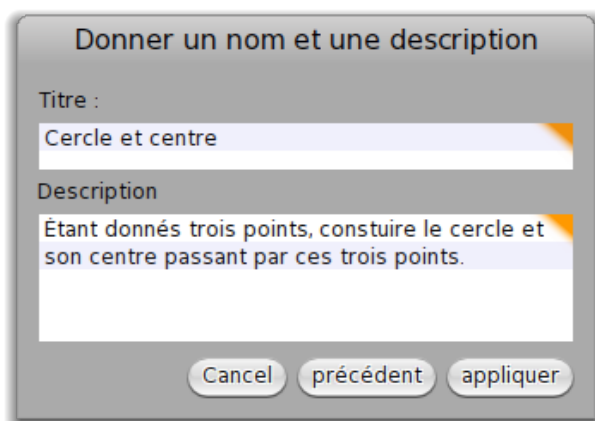 Donner un nom et une description
Titre :
Cercle et centre
Description
Étant donnés trois points, constuire le cercle et
son centre passant par ces trois points.
Cancel précédent appliquer